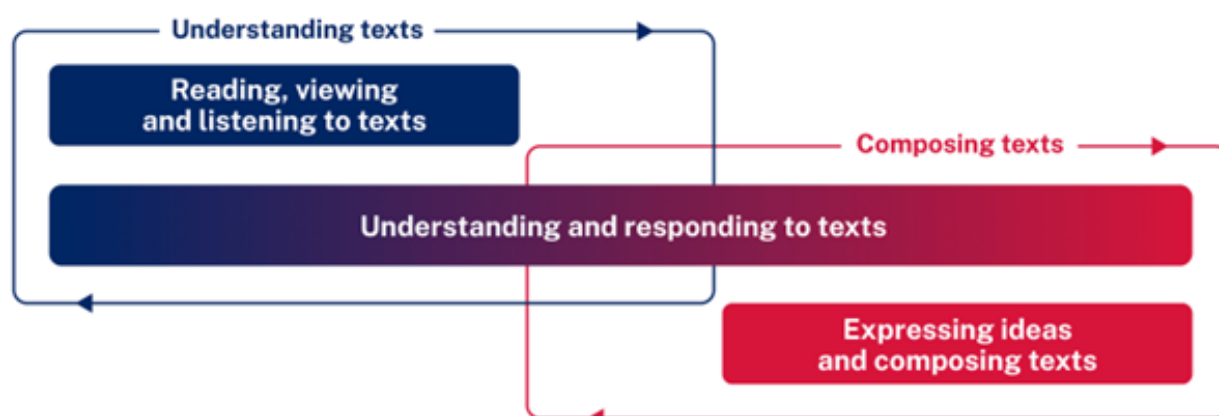 Understanding texts
Reading, viewing
and listening to texts
Composing texts
Understanding and responding to texts
Expressing ideas
and composing texts